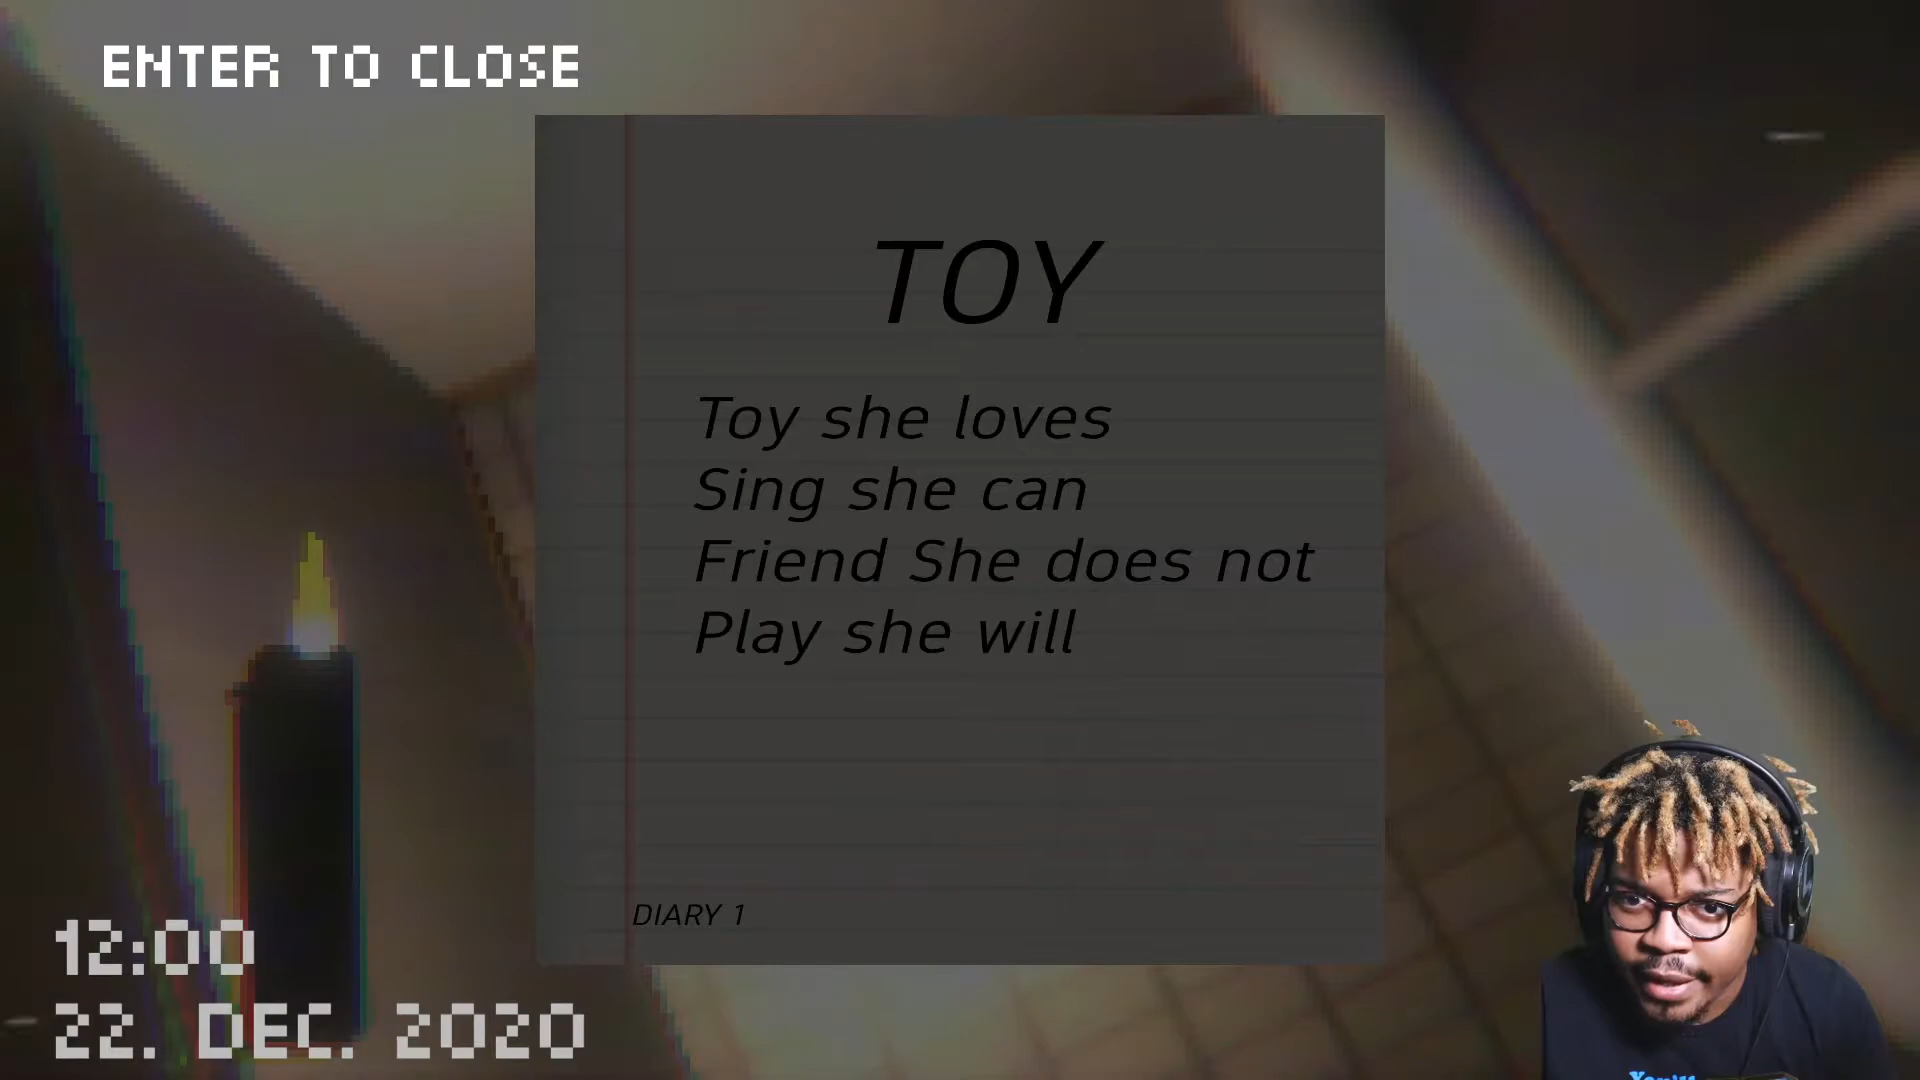 ENTER TO CLOSE
TOY
Toy she loves
Sing she can
Friend She does not
Play she will
DIARY 1
12:00
22. DEC. 2020